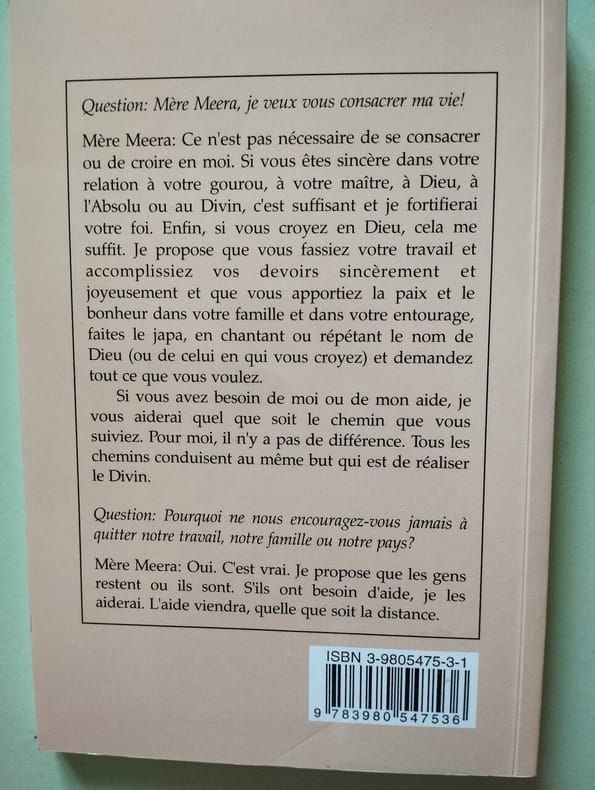 Question: Mère Meera, je veux vous consacrer ma vie!
Mère Meera: Ce n'est pas nécessaire de se consacrer
ou de croire en moi. Si vous êtes sincère dans votre
relation à votre gourou, à votre maître, à Dieu, à
l'Absolu ou au Divin, c'est suffisant et je fortifierai
votre foi. Enfin, si vous croyez en Dieu, cela me
suffit. Je propose que vous fassiez votre travail et
accomplissiez vos devoirs sincèrement et
joyeusement et que vous apportiez la paix et le
bonheur dans votre famille et dans votre entourage,
faites le japa, en chantant ou répétant le nom de
Dieu (ou de celui en qui vous croyez) et demandez
tout ce que vous voulez.
Si vous avez besoin de moi ou de mon aide, je
vous aiderai quel que soit le chemin que vous
suiviez. Pour moi, il n'y a pas de différence. Tous les
chemins conduisent au même but qui est de réaliser
le Divin.
Question: Pourquoi ne nous encouragez-vous jamais à
quitter notre travail, notre famille ou notre pays?
Mère Meera: Oui. C'est vrai. Je propose que les gens
restent ou ils sont. S'ils ont besoin d'aide, je les
aiderai. L'aide viendra, quelle que soit la distance.
ISBN 3-9805475-3-1
9 783980 547536